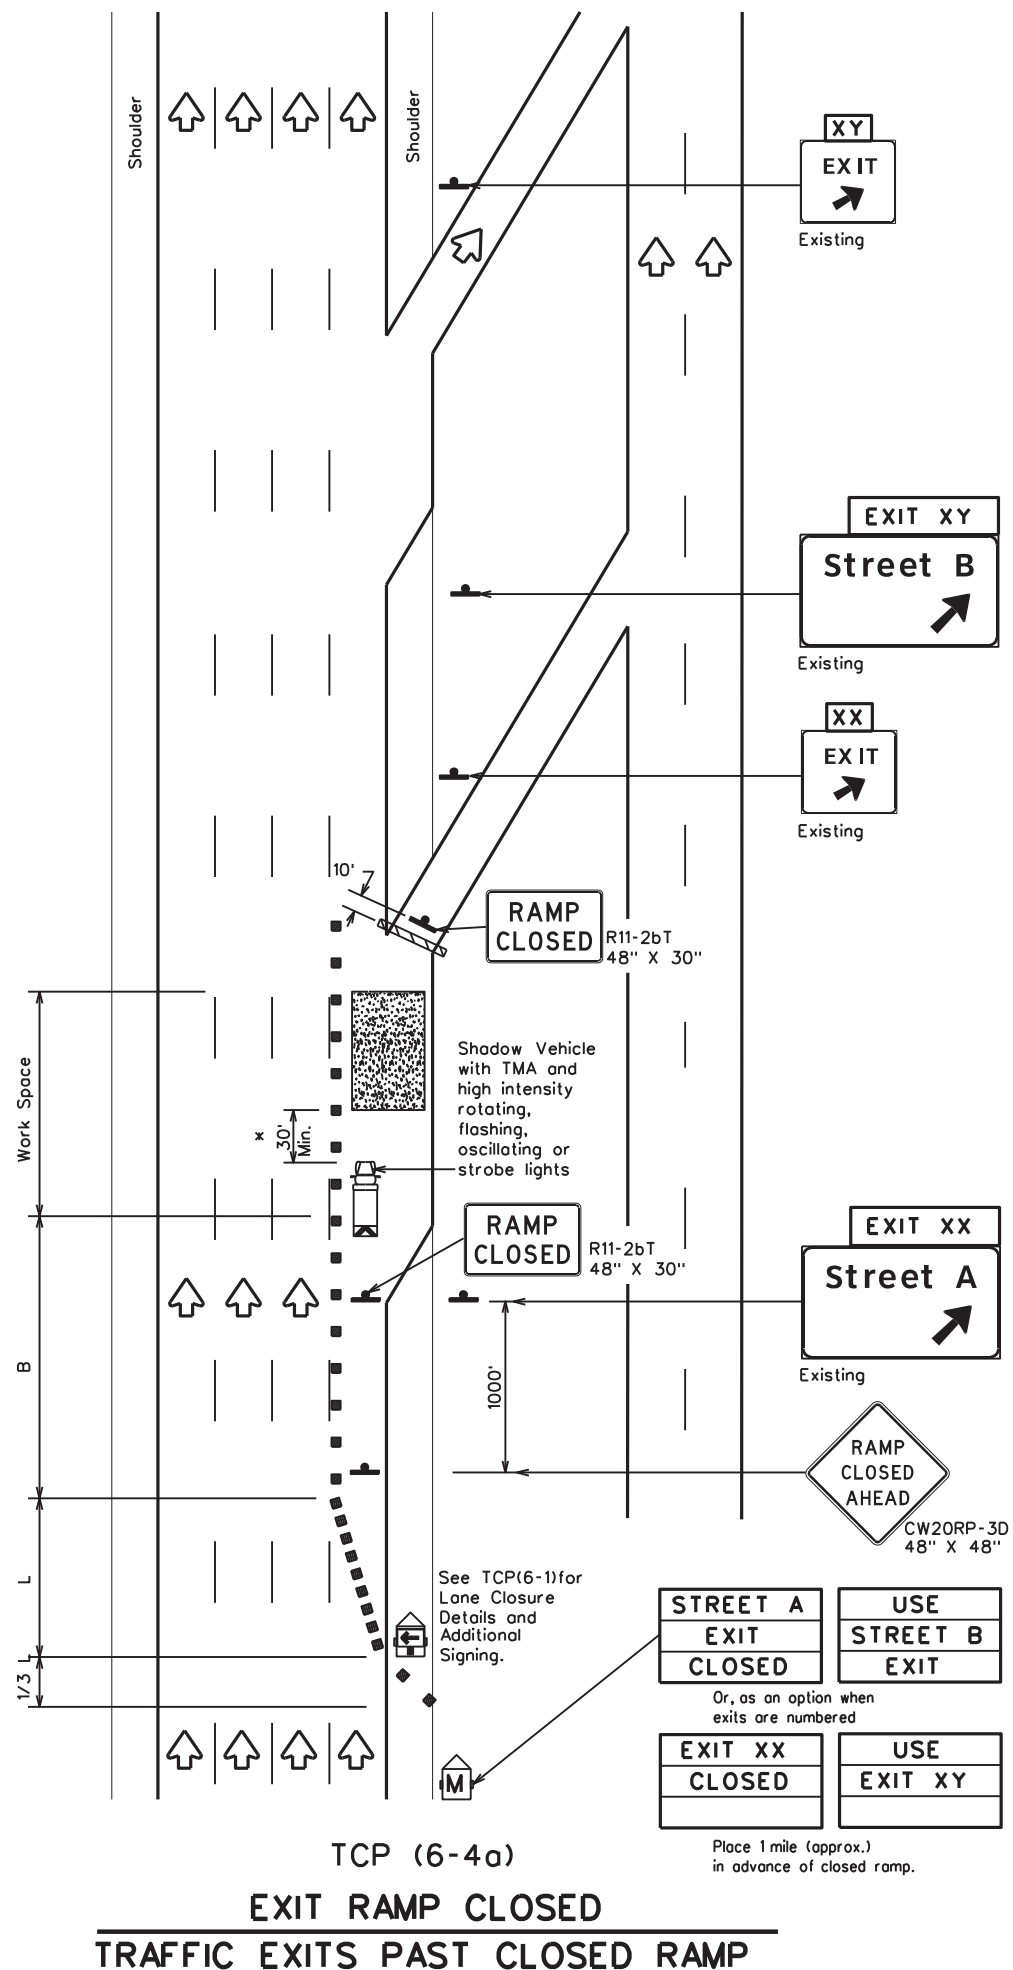 Shoulder
Shoulder
XY
EXIT
Existing
EXIT XY
Street B
Existing
XX
EXIT
Existing
10'
RAMP
CLOSED
R11-2bT
48" X 30"
Work Space
*
30'
Min.
Shadow Vehicle
with TMA and
high intensity
rotating,
flashing,
oscillating or
strobe lights
RAMP
CLOSED
R11-2bT
48" X 30"
EXIT XX
Street A
Existing
B
1000'
RAMP
CLOSED
AHEAD
CW20RP-3D
48" X 48"
L
See TCP(6-1)for
Lane Closure
Details and
Additional
Signing.
1/3 L
STREET A
EXIT
CLOSED
USE
STREET B
EXIT
Or, as an option when
exits are numbered
EXIT XX
CLOSED
USE
EXIT XY
M
Place 1 mile (approx.)
in advance of closed ramp.
TCP (6-4a)
EXIT RAMP CLOSED
TRAFFIC EXITS PAST CLOSED RAMP